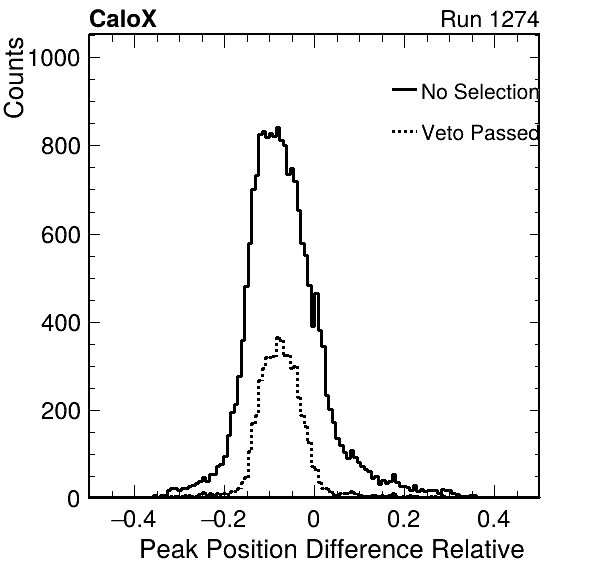 CaloX Run 1274
Counts
1000
800
600
400
200
0
No Selection
Veto Passed
−0.4 −0.2 0 0.2 0.4
Peak Position Difference Relative